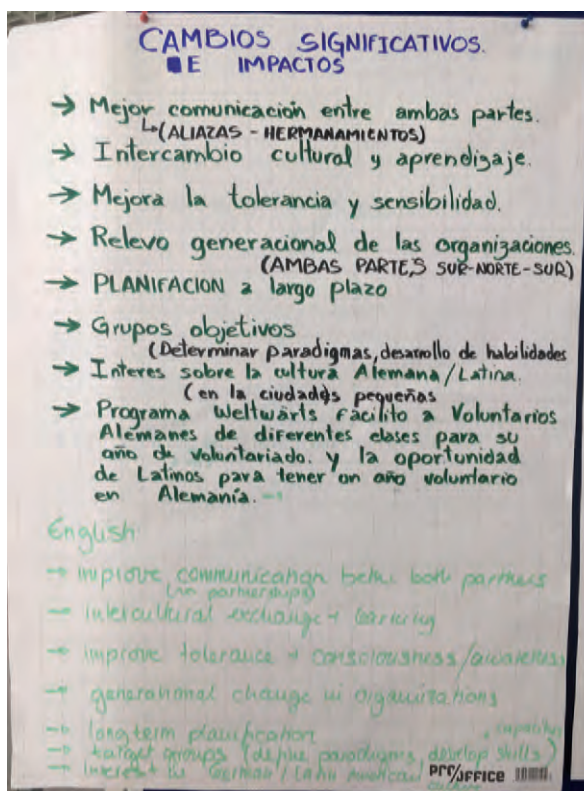 CAMBIOS SIGNIFICATIVOS.
E IMPACTOS
→ Mejor comunicación entre ambas partes.
(ALIAZAS - HERMANAMIENTOS)
→ Intercambio cultural y aprendizaje.
→ Mejora la tolerancia y sensibilidad.
→ Relevo generacional de las organizaciones.
(AMBAS PARTES SUR-NORTE-SUR)
→ PLANIFACION a largo plazo
→ Grupos objetivos
(Determinar paradigmas, desarrollo de habilidades
→ Interes sobre la cultura Alemana/Latina.
(en la ciudades pequeñas
→ Programa Weltwärts Facilito a Voluntarios
Alemanes de diferentes clases para su
año de voluntariado. y la oportunidad
de Latinos para tener un año voluntario
en Alemanía.
English
→ improve communication betw. both partners
partnerships)
→ intercultural exchange + learning
→ improve tolerance + consciousness/awareness
→ generational change in organizations
→ longterm planification
→ target groups (define paradigms, develop skills)
→ interest in German/Latin American
culture
PRO/OFFICE